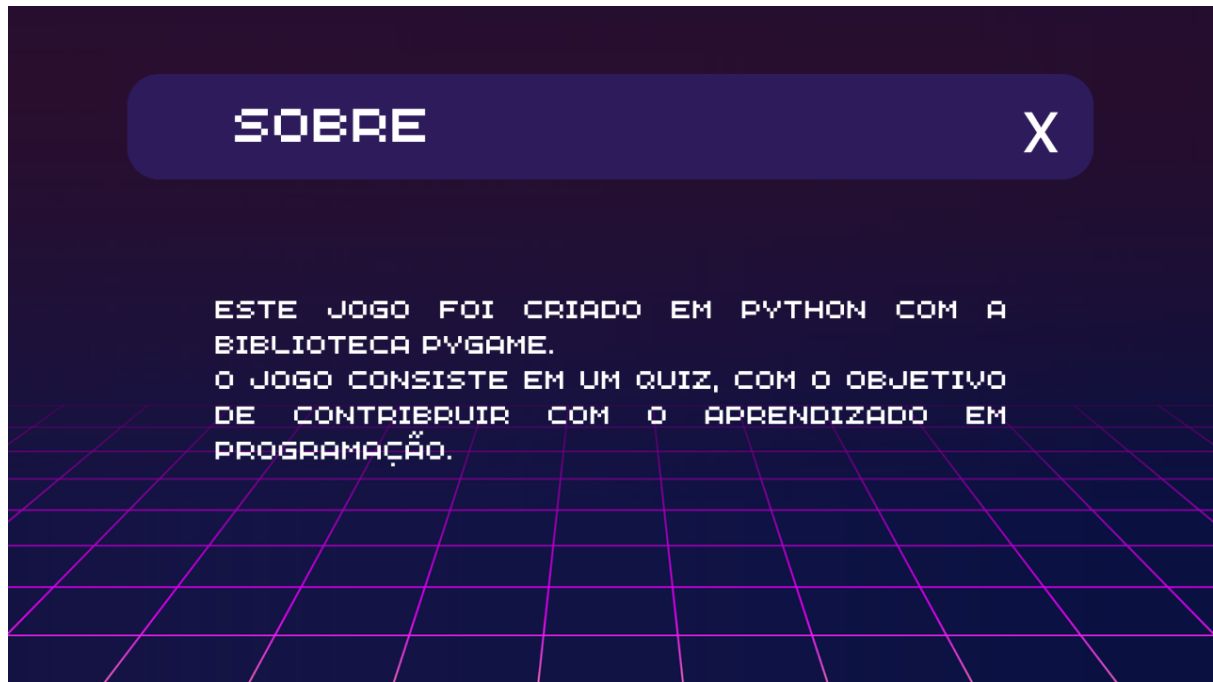 SOBRE
X
ESTE JOGO FOI CRIADO EM PYTHON COM A
BIBLIOTECA PYGAME.
O JOGO CONSISTE EM UM QUIZ, COM O OBJETIVO
DE CONTRIBRUIR COM O APRENDIZADO EM
PROGRAMAÇÃO.